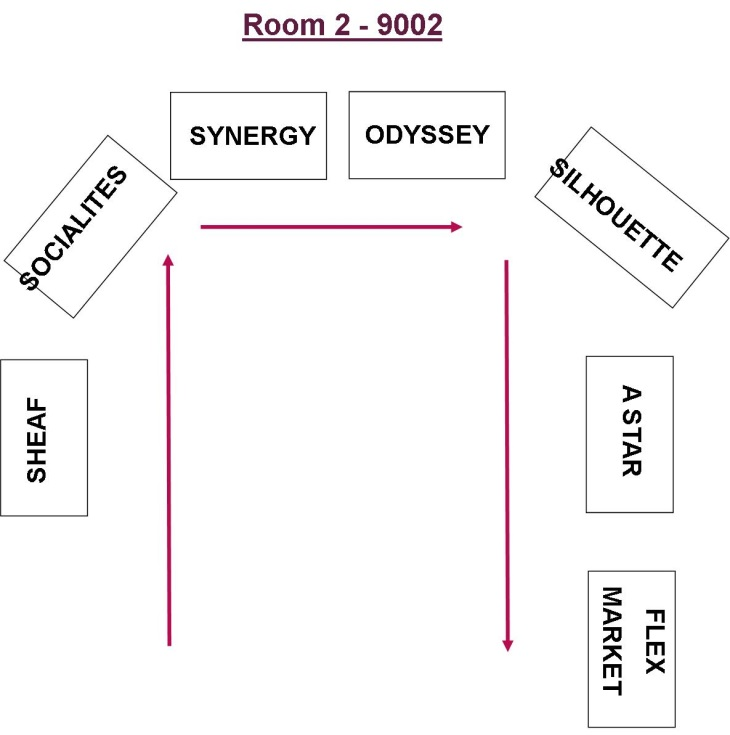 Room 2 - 9002
SYNERGY
ODYSSEY
SOCIALITES
SILHOUETTE
SHEAF
A STAR
FLEX
MARKET